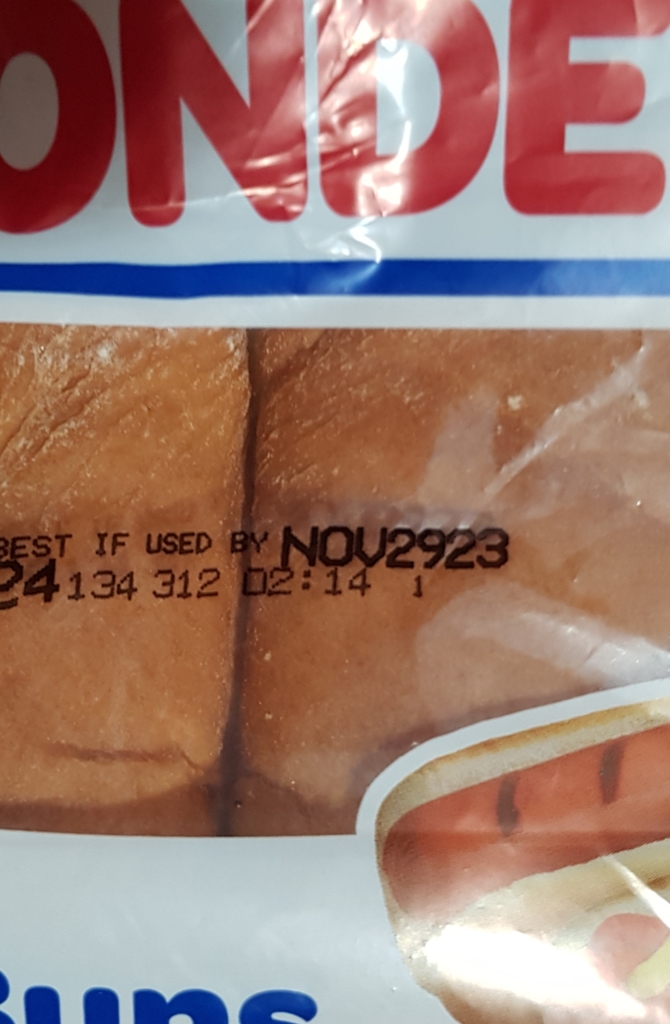 ONDE
BEST IF USED BY NOV2923
24 134 312 02:14 1
Buns